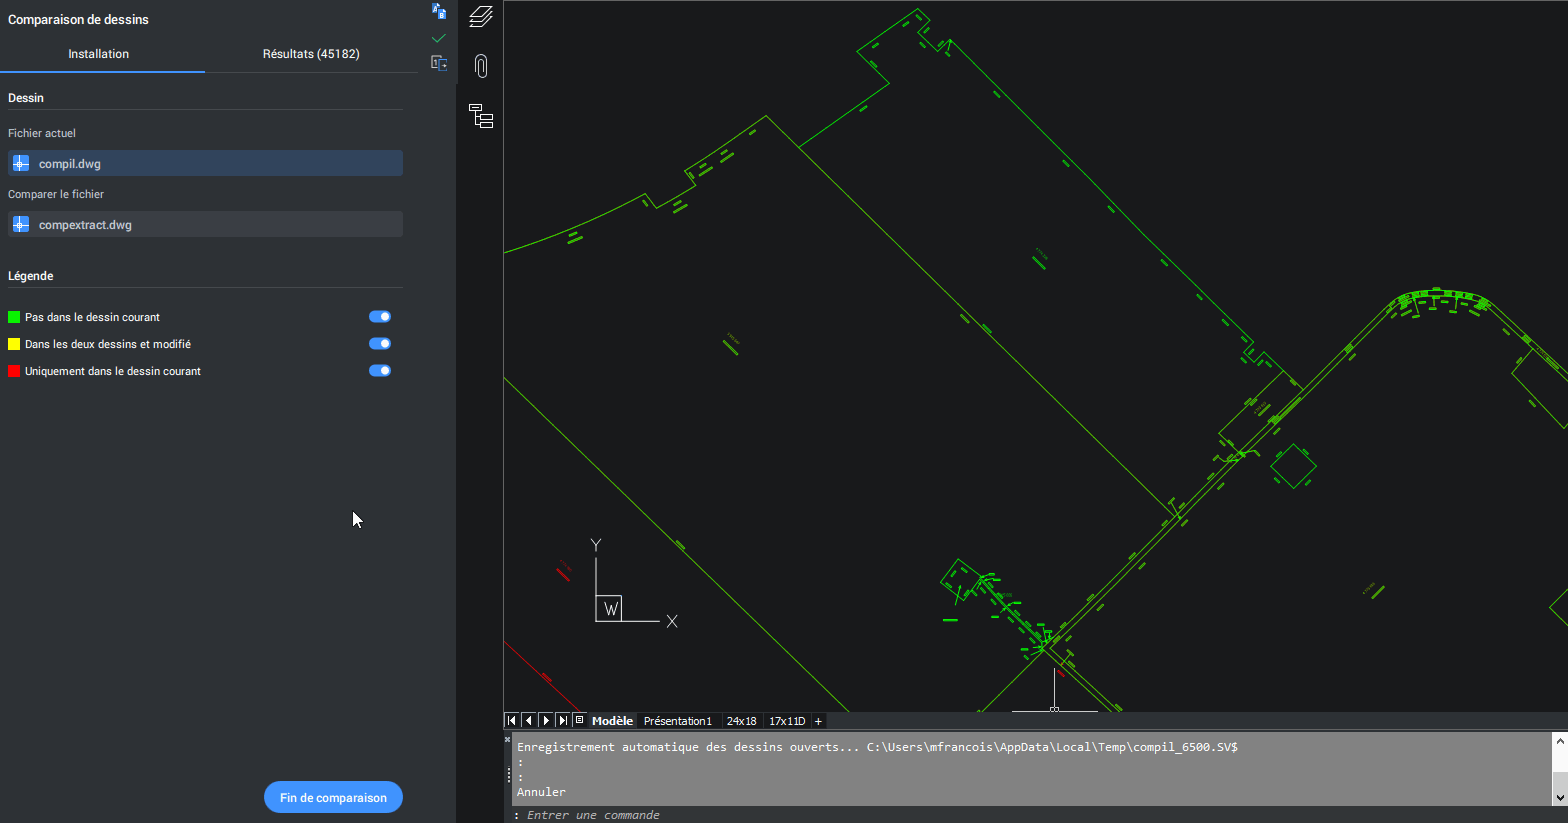 Comparaison de dessins
Installation
Résultats (45182)
Dessin
Fichier actuel
compil.dwg
Comparer le fichier
compextract.dwg
Légende
Pas dans le dessin courant
Dans les deux dessins et modifié
Uniquement dans le dessin courant
Fin de comparaison
Y
W
X
Modèle Présentation1 24x18 17x11D +
Enregistrement automatique des dessins ouverts... C:\Users\mfrancois\AppData\Local\Temp\compil_6500.SV$
:
:
Annuler
: Entrer une commande